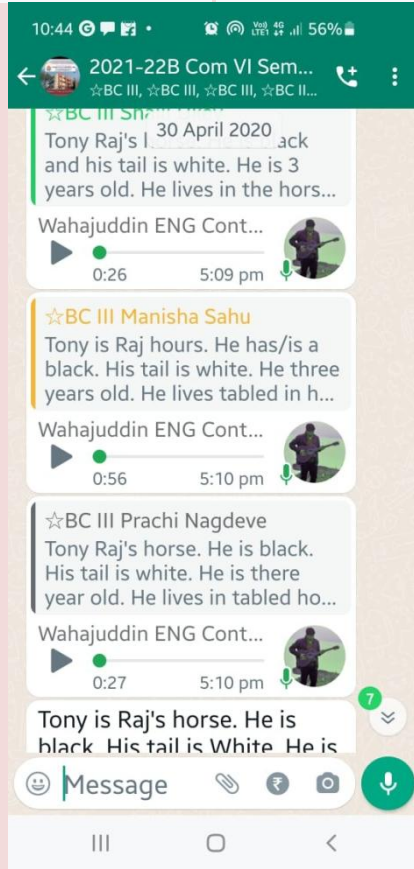 10:44
Vo))
LTE1
4G
56%
2021-22B Com VI Sem...
☆BC III, ☆BC III, ☆BC III, ☆BC II...
☆BC III
30 April 2020
Tony Raj's
and his tail is white. He is 3
years old. He lives in the hors...
Wahajuddin ENG Cont...
0:26 5:09 pm
☆BC III Manisha Sahu
Tony is Raj hours. He has/is a
black. His tail is white. He three
years old. He lives tabled in h...
Wahajuddin ENG Cont...
0:56 5:10 pm
☆BC III Prachi Nagdeve
Tony Raj's horse. He is black.
His tail is white. He is there
year old. He lives in tabled ho...
Wahajuddin ENG Cont...
0:27 5:10 pm
7
Tony is Raj's horse. He is
black. His tail is White. He is
Message